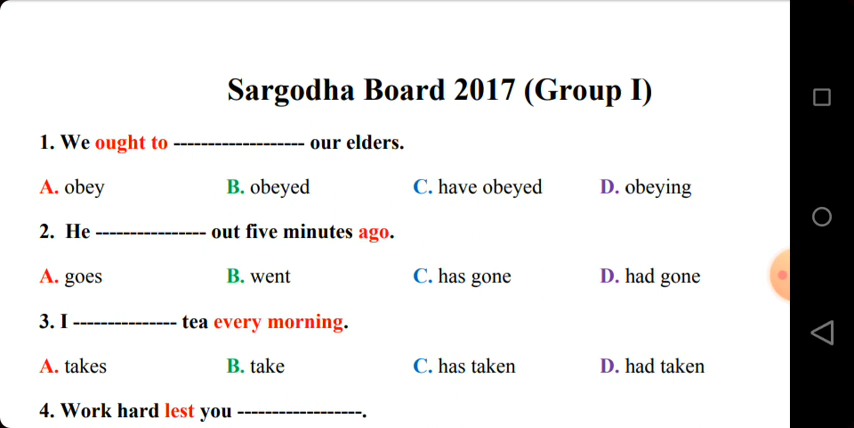 Sargodha Board 2017 (Group I)
1. We ought to ------------------- our elders.
A. obey B. obeyed C. have obeyed D. obeying
2. He ---------------- out five minutes ago.
A. goes B. went C. has gone D. had gone
3. I --------------- tea every morning.
A. takes B. take C. has taken D. had taken
4. Work hard lest you ------------------.